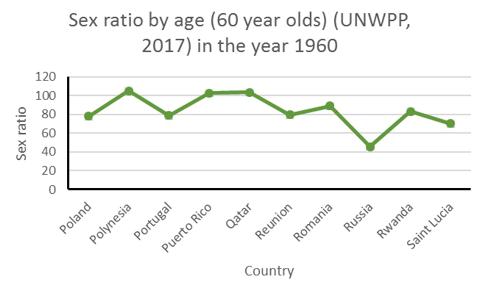 Sex ratio by age (60 year olds) (UNWPP,
2017) in the year 1960
120
100
80
60
40
20
0
Sex ratio
Poland
Polynesia
Portugal
Puerto Rico
Qatar
Reunion
Romania
Russia
Rwanda
Saint Lucia
Country